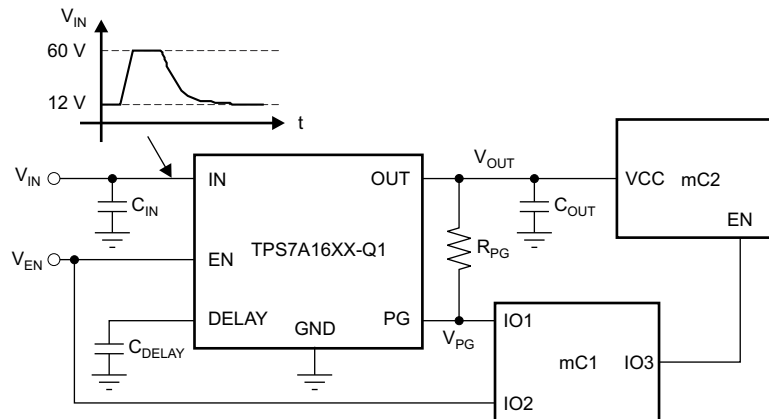 V_IN
60 V
12 V
t
V_IN
IN
OUT
V_OUT
VCC
mC2
C_IN
C_OUT
EN
V_EN
EN
TPS7A16XX-Q1
R_PG
DELAY
GND
PG
IO1
C_DELAY
V_PG
mC1
IO3
IO2